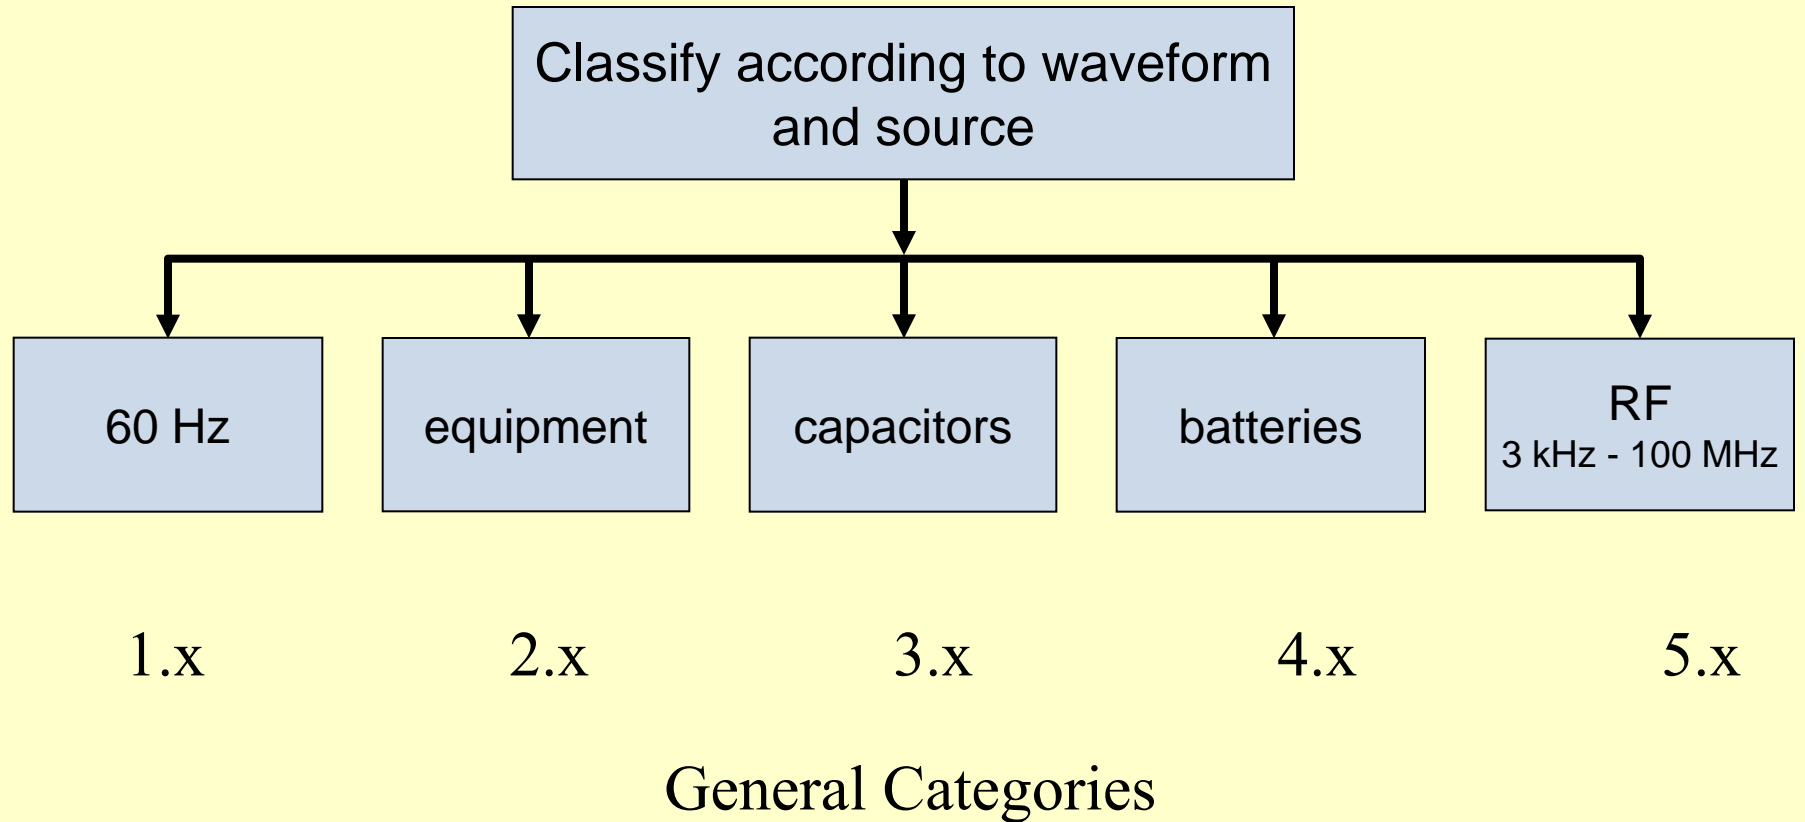 Classify according to waveform
and source
60 Hz
equipment
capacitors
batteries
RF
3 kHz - 100 MHz
1.x
2.x
3.x
4.x
5.x
General Categories